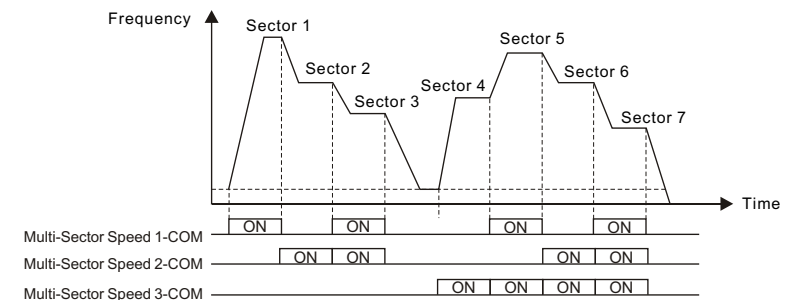 Frequency
Sector 1
Sector 2
Sector 3
Sector 4
Sector 5
Sector 6
Sector 7
Time
Multi-Sector Speed 1-COM ON ON ON ON
Multi-Sector Speed 2-COM ON ON ON ON
Multi-Sector Speed 3-COM ON ON ON ON